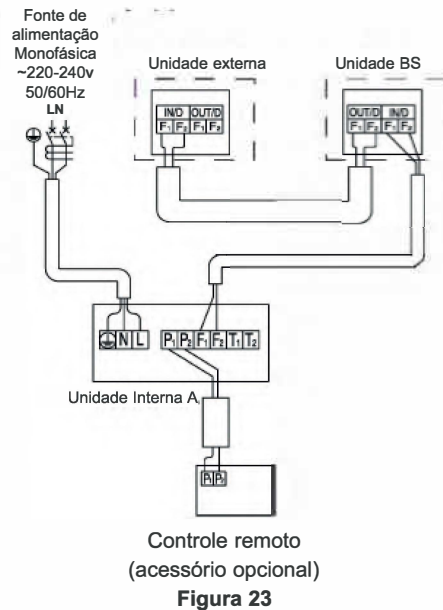 Fonte de
alimentação
Monofásica
~220-240v
50/60Hz
LN
Unidade externa
IN/D OUT/D
F₁ F₂ F₁ F₂
Unidade BS
OUT/D IN/D
F₁ F₂ F₁ F₂
N L
P₁ P₂ F₁ F₂ T₁ T₂
Unidade Interna A
P₁ P₂
Controle remoto
(acessório opcional)
Figura 23